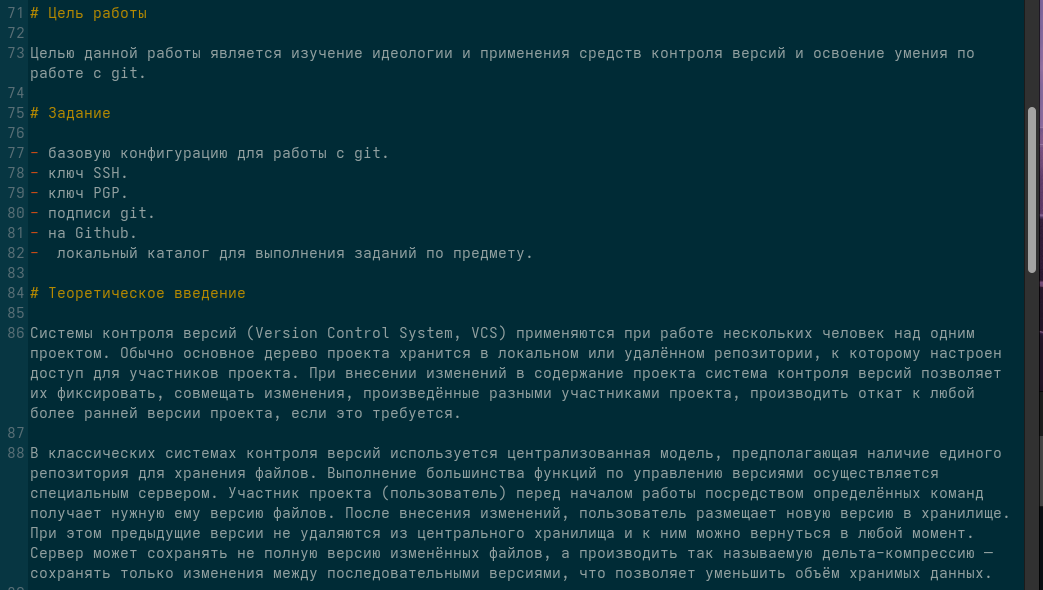 71 # Цель работы
72
73 Целью данной работы является изучение идеологии и применения средств контроля версий и освоение умения по
работе с git.
74
75 # Задание
76
77 - базовую конфигурацию для работы с git.
78 - ключ SSH.
79 - ключ PGP.
80 - подписи git.
81 - на Github.
82 -  локальный каталог для выполнения заданий по предмету.
83
84 # Теоретическое введение
85
86 Системы контроля версий (Version Control System, VCS) применяются при работе нескольких человек над одним
проектом. Обычно основное дерево проекта хранится в локальном или удалённом репозитории, к которому настроен
доступ для участников проекта. При внесении изменений в содержание проекта система контроля версий позволяет
их фиксировать, совмещать изменения, произведённые разными участниками проекта, производить откат к любой
более ранней версии проекта, если это требуется.
87
88 В классических системах контроля версий используется централизованная модель, предполагающая наличие единого
репозитория для хранения файлов. Выполнение большинства функций по управлению версиями осуществляется
специальным сервером. Участник проекта (пользователь) перед началом работы посредством определённых команд
получает нужную ему версию файлов. После внесения изменений, пользователь размещает новую версию в хранилище.
При этом предыдущие версии не удаляются из центрального хранилища и к ним можно вернуться в любой момент.
Сервер может сохранять не полную версию изменённых файлов, а производить так называемую дельта-компрессию —
сохранять только изменения между последовательными версиями, что позволяет уменьшить объём хранимых данных.